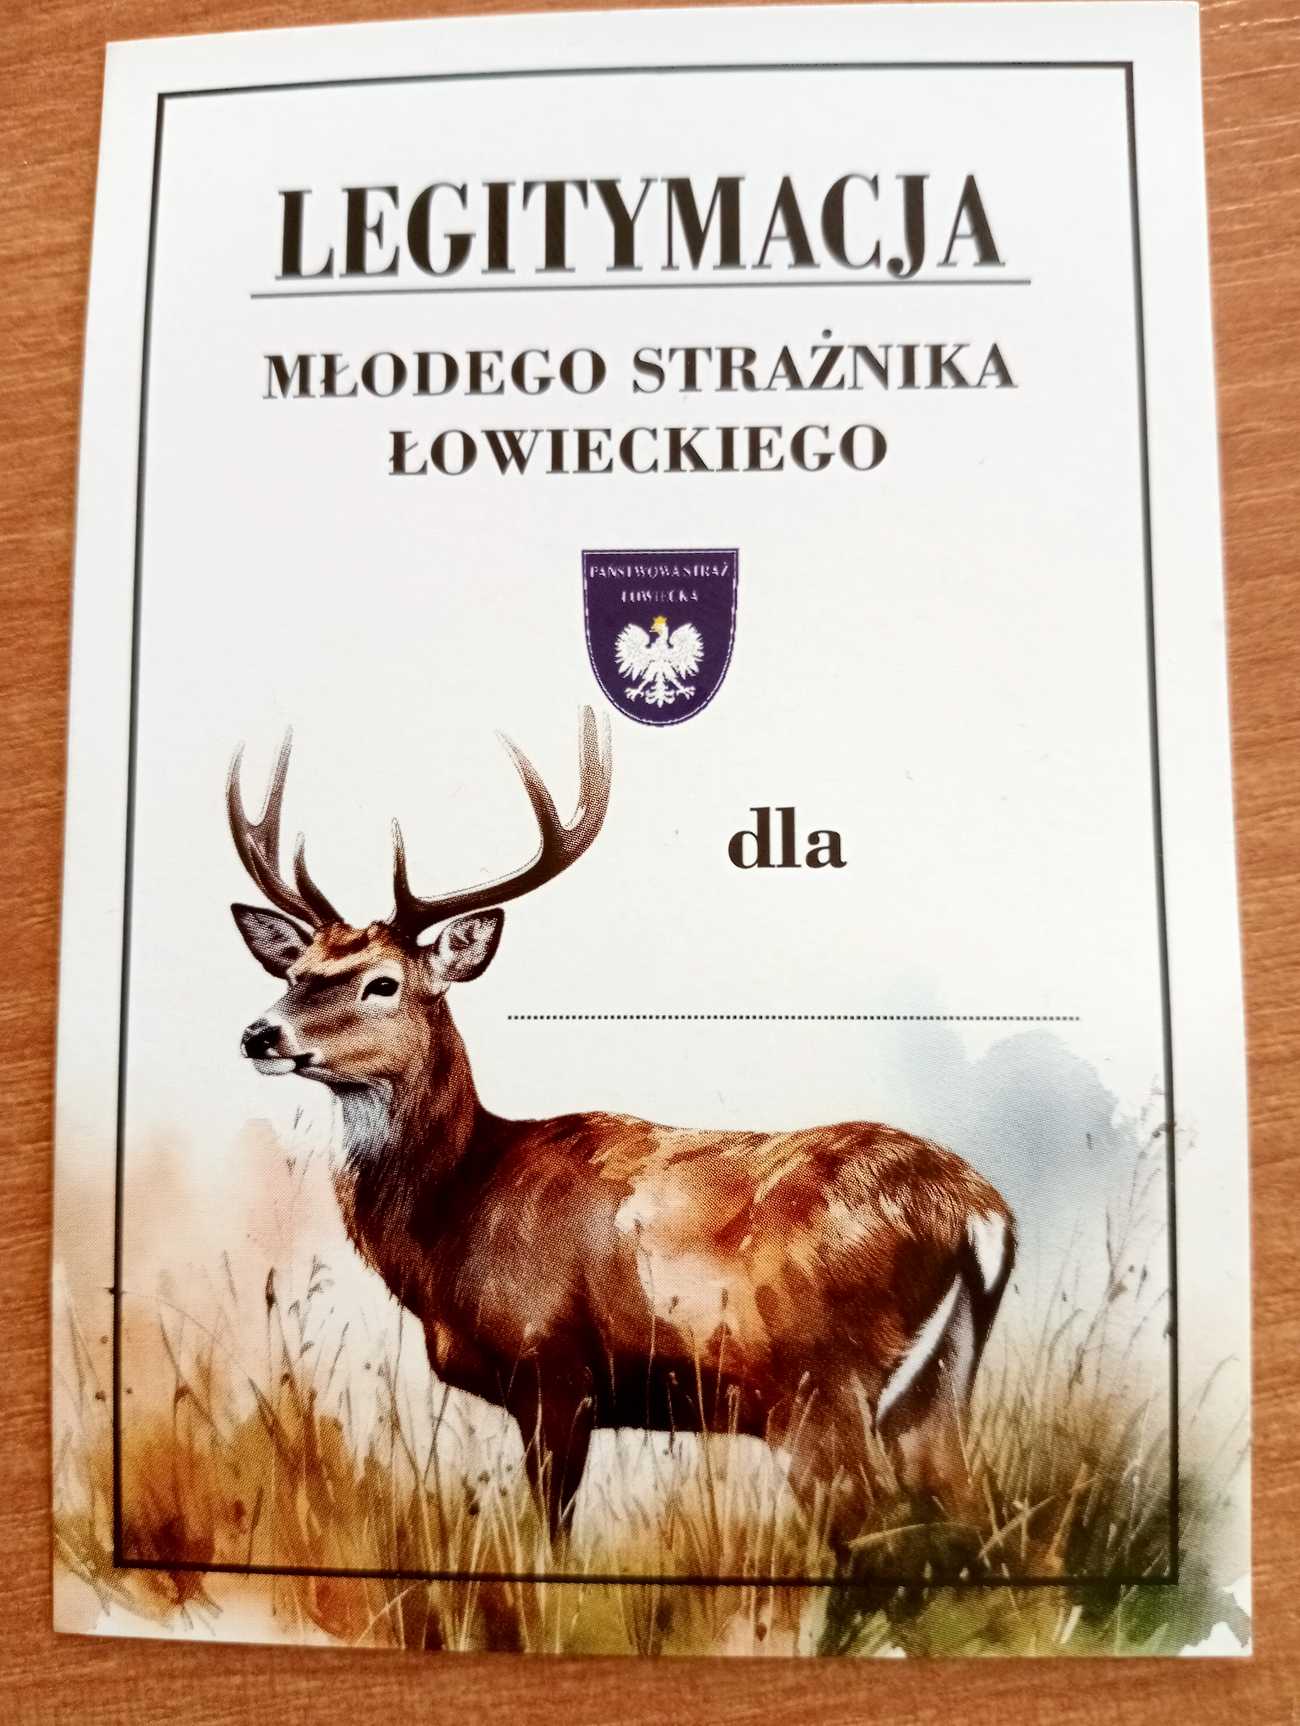 LEGITYMACJA
MŁODEGO STRAŻNIKA
ŁOWIECKIEGO
PAŃSTWOWA STRAŻ
ŁOWIECKA
dla